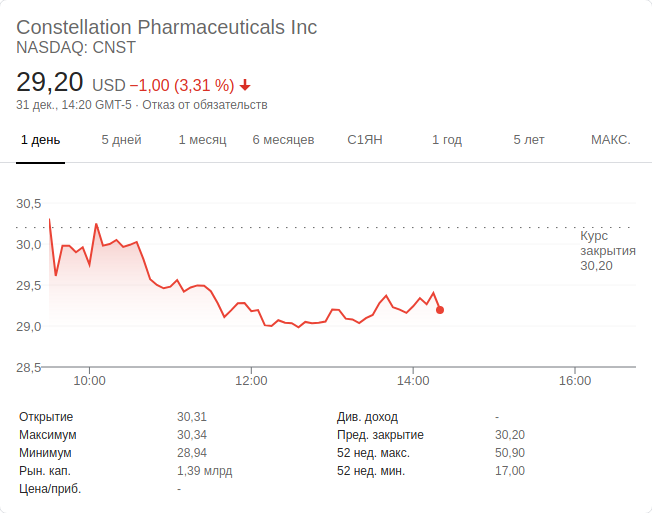 Constellation Pharmaceuticals Inc
NASDAQ: CNST
29,20 USD −1,00 (3,31 %)
31 дек., 14:20 GMT-5 · Отказ от обязательств
1 день 5 дней 1 месяц 6 месяцев С1ЯН 1 год 5 лет МАКС.
30,5
30,0
29,5
29,0
28,5
Курс
закрытия
30,20
10:00 12:00 14:00 16:00
Открытие 30,31 Див. доход -
Максимум 30,34 Пред. закрытие 30,20
Минимум 28,94 52 нед. макс. 50,90
Рын. кап. 1,39 млрд 52 нед. мин. 17,00
Цена/приб. -